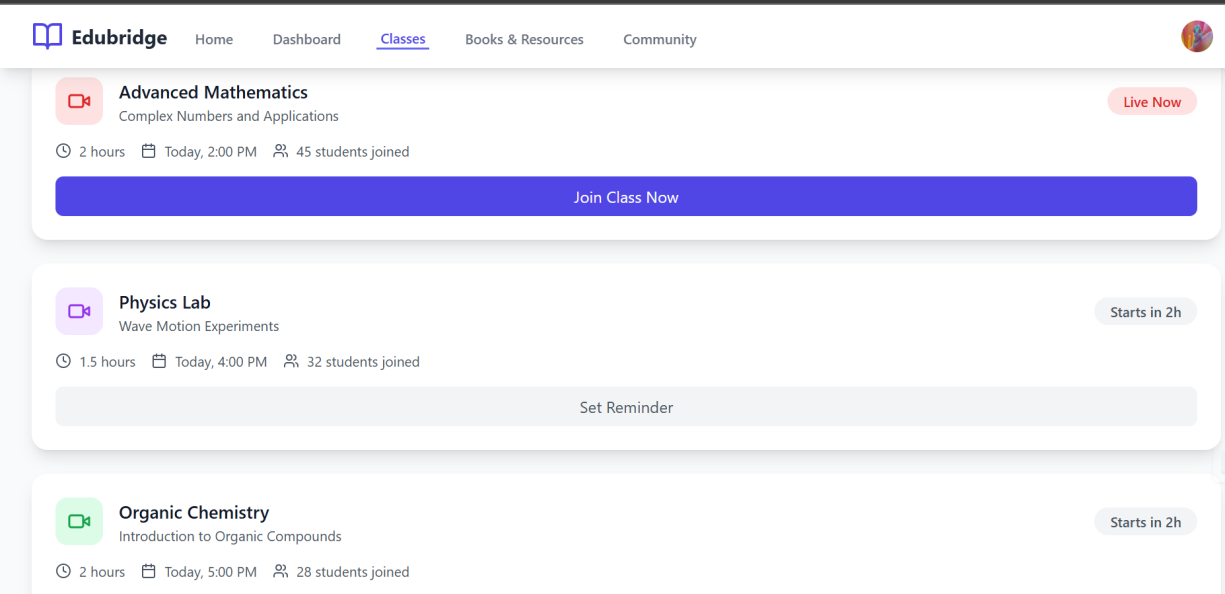 Edubridge Home Dashboard Classes Books & Resources Community
Advanced Mathematics
Live Now
Complex Numbers and Applications
2 hours Today, 2:00 PM 45 students joined
Join Class Now
Physics Lab
Starts in 2h
Wave Motion Experiments
1.5 hours Today, 4:00 PM 32 students joined
Set Reminder
Organic Chemistry
Starts in 2h
Introduction to Organic Compounds
2 hours Today, 5:00 PM 28 students joined